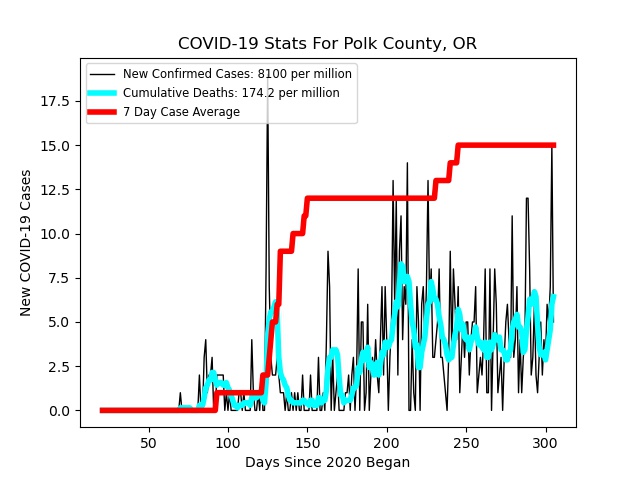 COVID-19 Stats For Polk County, OR
New Confirmed Cases: 8100 per million
Cumulative Deaths: 174.2 per million
7 Day Case Average
17.5
15.0
12.5
10.0
7.5
5.0
2.5
0.0
New COVID-19 Cases
50
100
150
200
250
300
Days Since 2020 Began